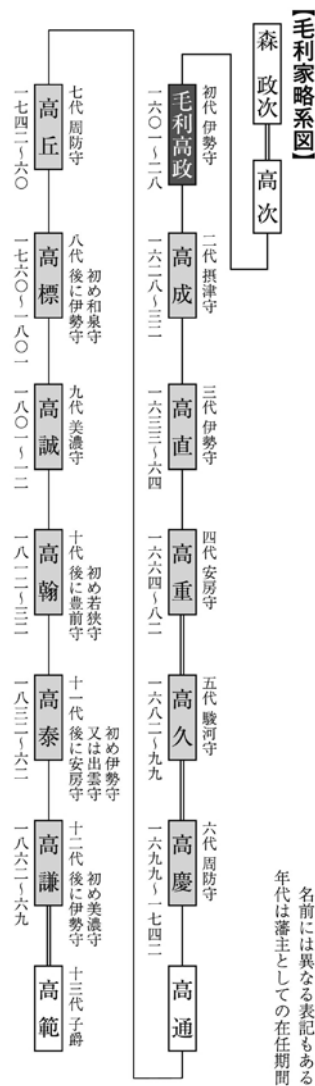 【毛利家略系図】
森 政次
高次
名前には異なる表記もある
年代は藩主としての在任期間
初代 伊勢守
毛利高政
一六〇一〜二八
二代 摂津守
高成
一六二八〜三二
三代 伊勢守
高直
一六三三〜六四
四代 安房守
高重
一六六四〜八二
五代 駿河守
高久
一六八二〜九九
六代 周防守
高慶
一六九九〜一七四二
高通
七代 周防守
高丘
一七四二〜六〇
初め和泉守
八代 後に伊勢守
高標
一七六〇〜一八〇一
九代 美濃守
高誠
一八〇一〜一二
初め若狭守
十代 後に豊前守
高翰
一八一二〜三二
初め伊勢守
又は出雲守
十一代 後に安房守
高泰
一八三二〜六二
初め美濃守
十二代 後に伊勢守
高謙
一八六二〜六九
十三代 子爵
高範